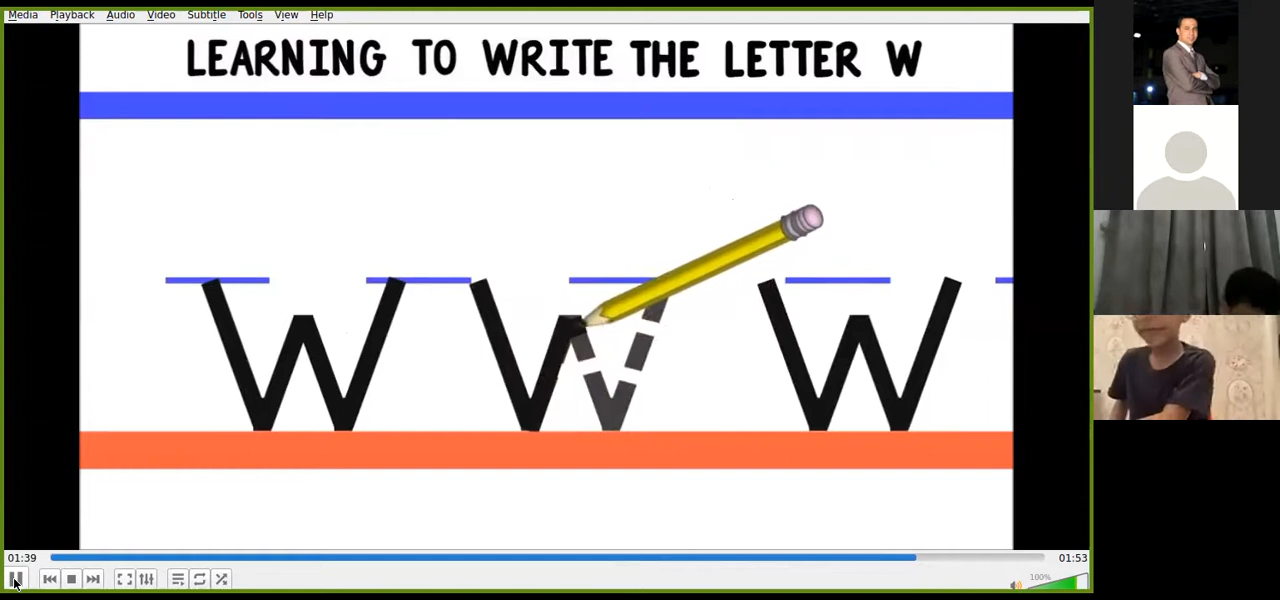 Media Playback Audio Video Subtitle Tools View Help
LEARNING TO WRITE THE LETTER W
W W W
01:39 01:53
100%